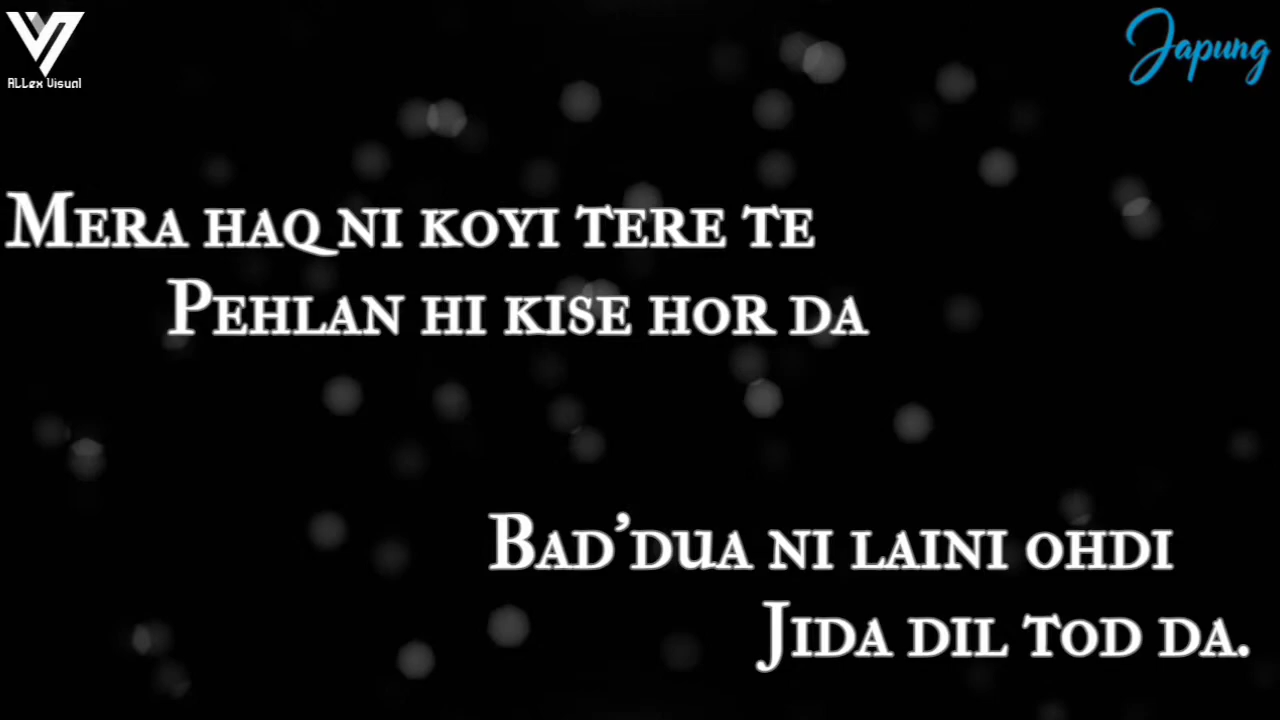 ALLex Visual
Japung
Mera haq ni koyi tere te
Pehlan hi kise hor da
Bad'dua ni laini ohdi
Jida dil tod da.